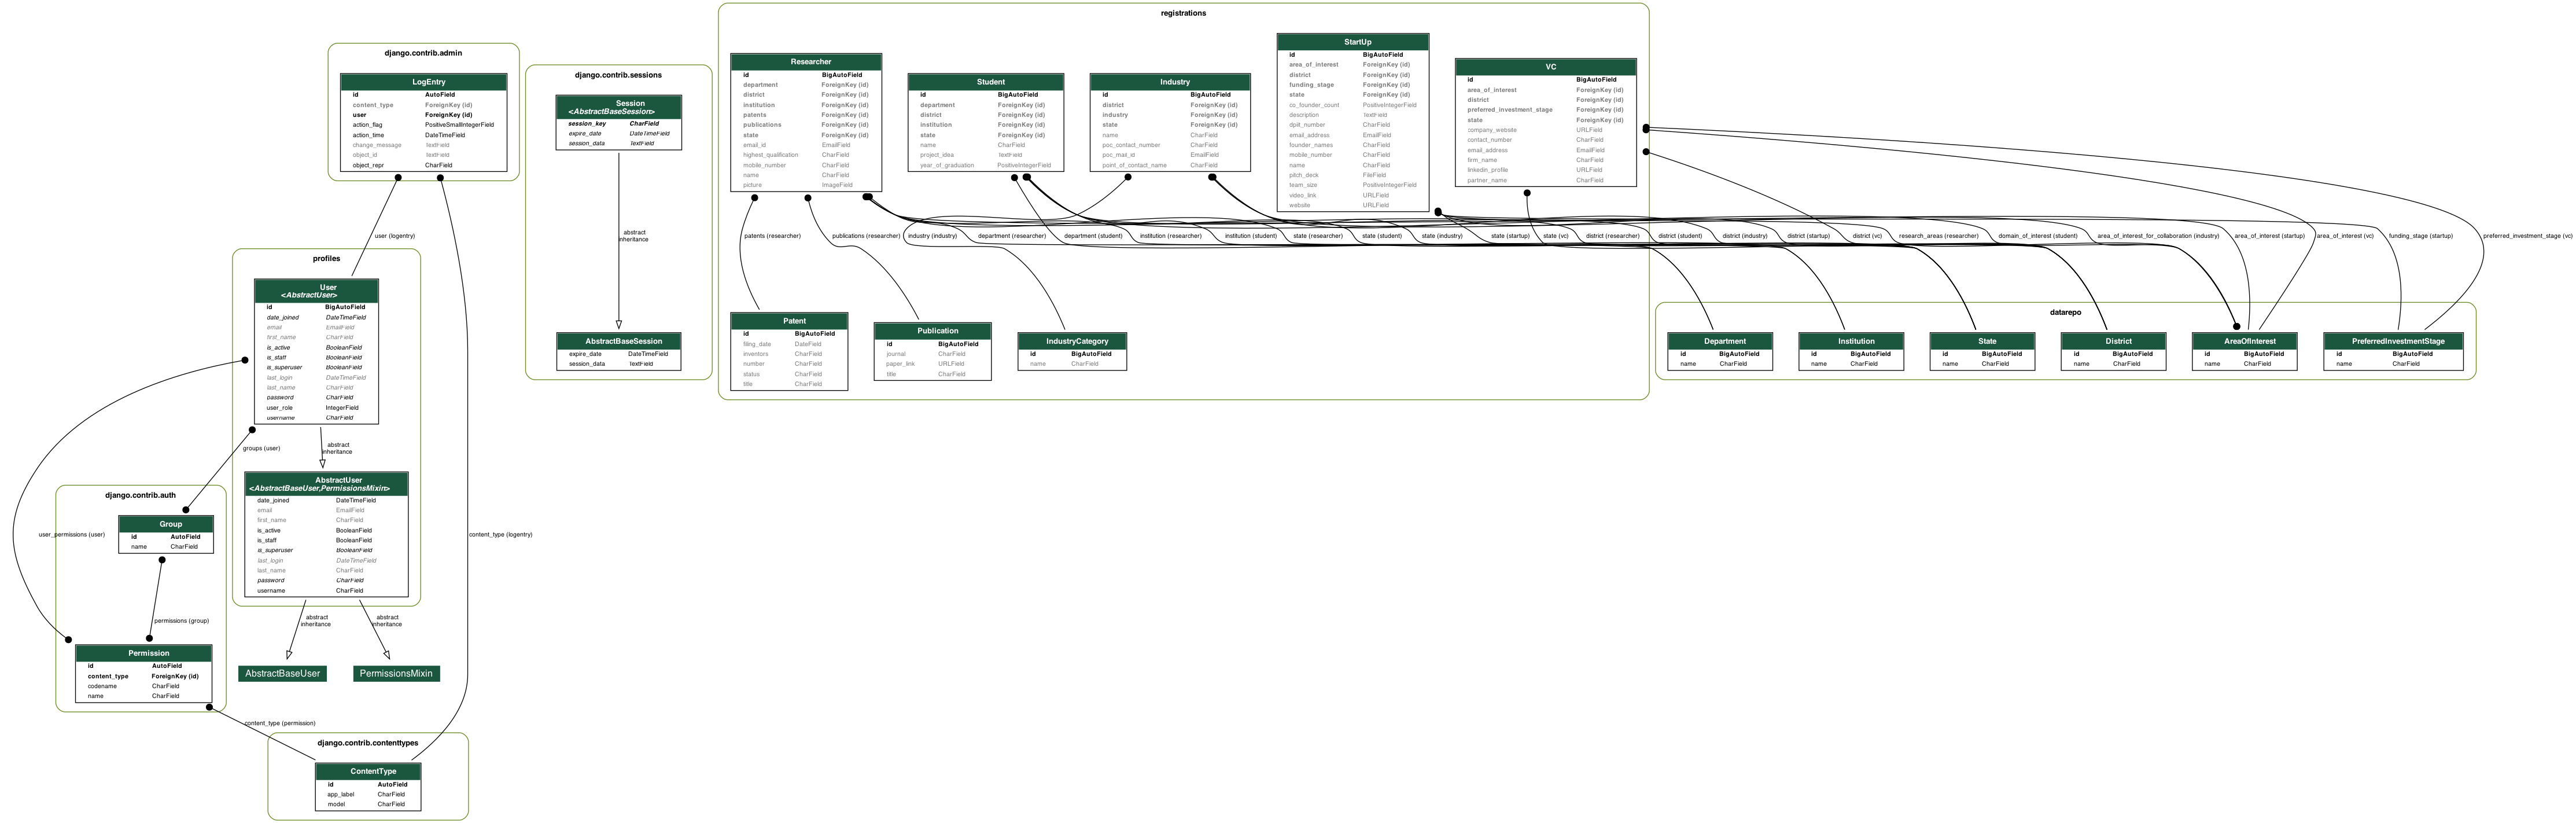 registrations
django.contrib.admin
LogEntry
id AutoField
content_type ForeignKey (id)
user ForeignKey (id)
action_flag PositiveSmallIntegerField
action_time DateTimeField
change_message TextField
object_id TextField
object_repr CharField
django.contrib.sessions
Session
<AbstractBaseSession>
session_key CharField
expire_date DateTimeField
session_data TextField
Researcher
id BigAutoField
department ForeignKey (id)
district ForeignKey (id)
institution ForeignKey (id)
patents ForeignKey (id)
publications ForeignKey (id)
state ForeignKey (id)
email_id EmailField
highest_qualification CharField
mobile_number CharField
name CharField
picture ImageField
Student
id BigAutoField
department ForeignKey (id)
district ForeignKey (id)
institution ForeignKey (id)
state ForeignKey (id)
name CharField
project_idea TextField
year_of_graduation PositiveIntegerField
Industry
id BigAutoField
district ForeignKey (id)
industry ForeignKey (id)
state ForeignKey (id)
name CharField
poc_contact_number CharField
poc_mail_id EmailField
point_of_contact_name CharField
StartUp
id BigAutoField
area_of_interest ForeignKey (id)
district ForeignKey (id)
funding_stage ForeignKey (id)
state ForeignKey (id)
co_founder_count PositiveIntegerField
description TextField
dpiit_number CharField
email_address EmailField
founder_names CharField
mobile_number CharField
name CharField
pitch_deck FileField
team_size PositiveIntegerField
video_link URLField
website URLField
VC
id BigAutoField
area_of_interest ForeignKey (id)
district ForeignKey (id)
preferred_investment_stage ForeignKey (id)
state ForeignKey (id)
company_website URLField
contact_number CharField
email_address EmailField
firm_name CharField
linkedin_profile URLField
partner_name CharField
user (logentry)
abstract
inheritance
patents (researcher)
publications (researcher)
industry (industry)
department (researcher)
department (student)
institution (researcher)
institution (student)
state (researcher)
state (student)
state (industry)
state (startup)
state (vc)
district (researcher)
district (student)
district (industry)
district (startup)
district (vc)
research_areas (researcher)
domain_of_interest (student)
area_of_interest_for_collaboration (industry)
area_of_interest (startup)
area_of_interest (vc)
funding_stage (startup)
preferred_investment_stage (vc)
profiles
User
<AbstractUser>
id BigAutoField
date_joined DateTimeField
email EmailField
first_name CharField
is_active BooleanField
is_staff BooleanField
is_superuser BooleanField
last_login DateTimeField
last_name CharField
password CharField
user_role IntegerField
username CharField
AbstractBaseSession
expire_date DateTimeField
session_data TextField
Patent
id BigAutoField
filing_date DateField
inventors CharField
number CharField
status CharField
title CharField
Publication
id BigAutoField
journal CharField
paper_link URLField
title CharField
IndustryCategory
id BigAutoField
name CharField
datarepo
Department
id BigAutoField
name CharField
Institution
id BigAutoField
name CharField
State
id BigAutoField
name CharField
District
id BigAutoField
name CharField
AreaOfInterest
id BigAutoField
name CharField
PreferredInvestmentStage
id BigAutoField
name CharField
groups (user)
abstract
inheritance
AbstractUser
<AbstractBaseUser,PermissionsMixin>
date_joined DateTimeField
email EmailField
first_name CharField
is_active BooleanField
is_staff BooleanField
is_superuser BooleanField
last_login DateTimeField
last_name CharField
password CharField
username CharField
django.contrib.auth
Group
id AutoField
name CharField
user_permissions (user)
content_type (logentry)
permissions (group)
abstract
inheritance
abstract
inheritance
Permission
id AutoField
content_type ForeignKey (id)
codename CharField
name CharField
AbstractBaseUser
PermissionsMixin
content_type (permission)
django.contrib.contenttypes
ContentType
id AutoField
app_label CharField
model CharField